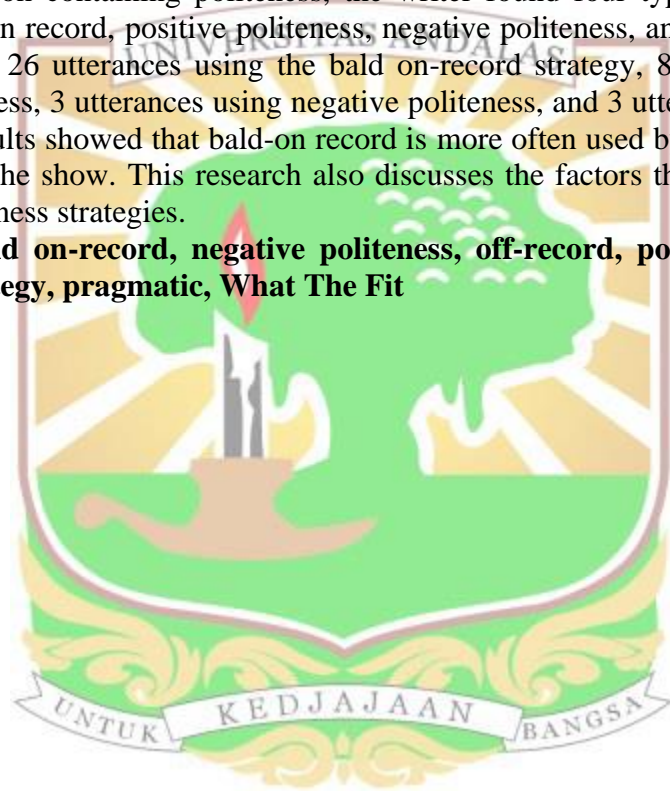 on containing politeness, the writer found four typ
n record, positive politeness, negative politeness, an
UNIVERSITAS ANDALAS
26 utterances using the bald on-record strategy, 8
ess, 3 utterances using negative politeness, and 3 utte
ults showed that bald-on record is more often used b
he show. This research also discusses the factors th
ness strategies.
ld on-record, negative politeness, off-record, po
egy, pragmatic, What The Fit
UNTUK KEDJAJAAN BANGSA